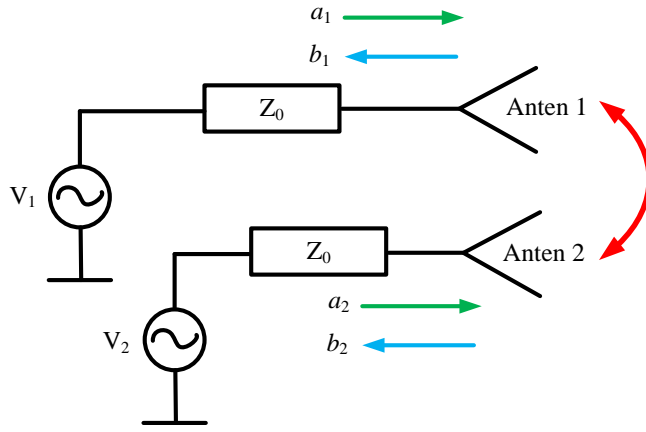 a₁
b₁
Z₀
Anten 1
V₁
Z₀
Anten 2
a₂
V₂
b₂